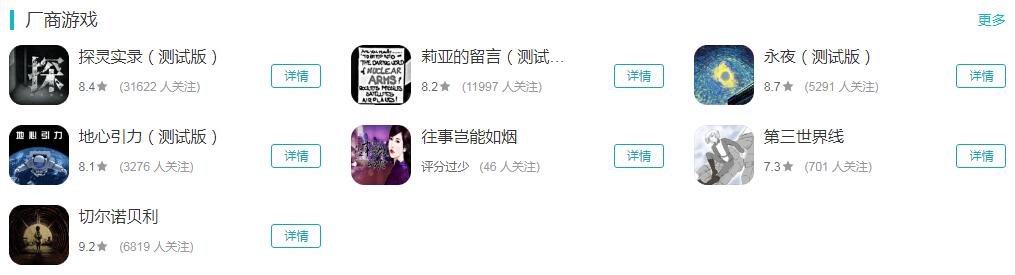 厂商游戏
更多
探灵实录（测试版）
8.4★ (31622 人关注)
详情
莉亚的留言（测试…
8.2★ (11997 人关注)
详情
永夜（测试版）
8.7★ (5291 人关注)
详情
地心引力（测试版）
8.1★ (3276 人关注)
详情
往事岂能如烟
评分过少 (46 人关注)
详情
第三世界线
7.3★ (701 人关注)
详情
切尔诺贝利
9.2★ (6819 人关注)
详情
探
NUCLEAR
ARMS!
地心引力